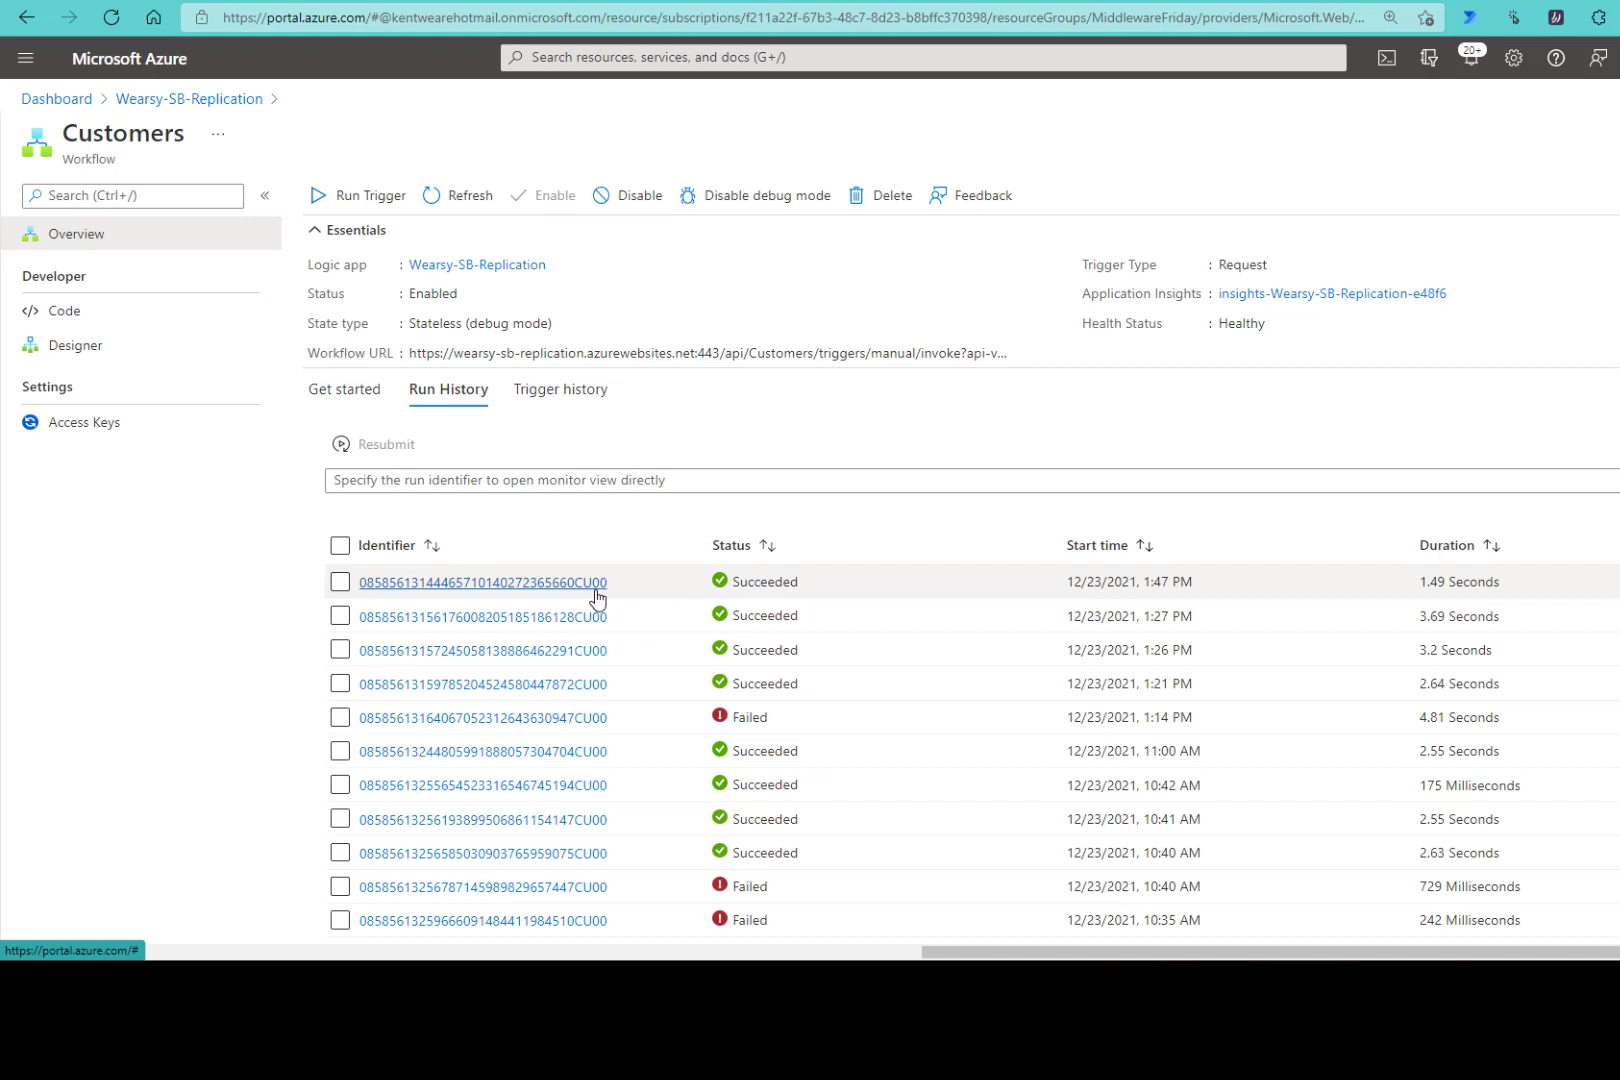 https://portal.azure.com/#@kentwearehotmail.onmicrosoft.com/resource/subscriptions/f211a22f-67b3-48c7-8d23-b8bffc370398/resourceGroups/MiddlewareFriday/providers/Microsoft.Web/...
Microsoft Azure
Search resources, services, and docs (G+/)
20+
Dashboard > Wearsy-SB-Replication >
Customers ...
Workflow
Search (Ctrl+/) «
Run Trigger Refresh Enable Disable Disable debug mode Delete Feedback
Overview
Essentials
Logic app : Wearsy-SB-Replication Trigger Type : Request
Developer
Status : Enabled Application Insights : insights-Wearsy-SB-Replication-e48f6
Code
State type : Stateless (debug mode) Health Status : Healthy
Designer
Workflow URL : https://wearsy-sb-replication.azurewebsites.net:443/api/Customers/triggers/manual/invoke?api-v...
Settings
Get started Run History Trigger history
Access Keys
Resubmit
Specify the run identifier to open monitor view directly
Identifier Status Start time Duration
08585613144465710140272365660CU00 Succeeded 12/23/2021, 1:47 PM 1.49 Seconds
08585613156176008205185186128CU00 Succeeded 12/23/2021, 1:27 PM 3.69 Seconds
08585613157245058138886462291CU00 Succeeded 12/23/2021, 1:26 PM 3.2 Seconds
08585613159785204524580447872CU00 Succeeded 12/23/2021, 1:21 PM 2.64 Seconds
08585613164067052312643630947CU00 Failed 12/23/2021, 1:14 PM 4.81 Seconds
08585613244805991888057304704CU00 Succeeded 12/23/2021, 11:00 AM 2.55 Seconds
08585613255654523316546745194CU00 Succeeded 12/23/2021, 10:42 AM 175 Milliseconds
08585613256193899506861154147CU00 Succeeded 12/23/2021, 10:41 AM 2.55 Seconds
08585613256585030903765959075CU00 Succeeded 12/23/2021, 10:40 AM 2.63 Seconds
08585613256787145989829657447CU00 Failed 12/23/2021, 10:40 AM 729 Milliseconds
08585613259666091484411984510CU00 Failed 12/23/2021, 10:35 AM 242 Milliseconds
https://portal.azure.com/#